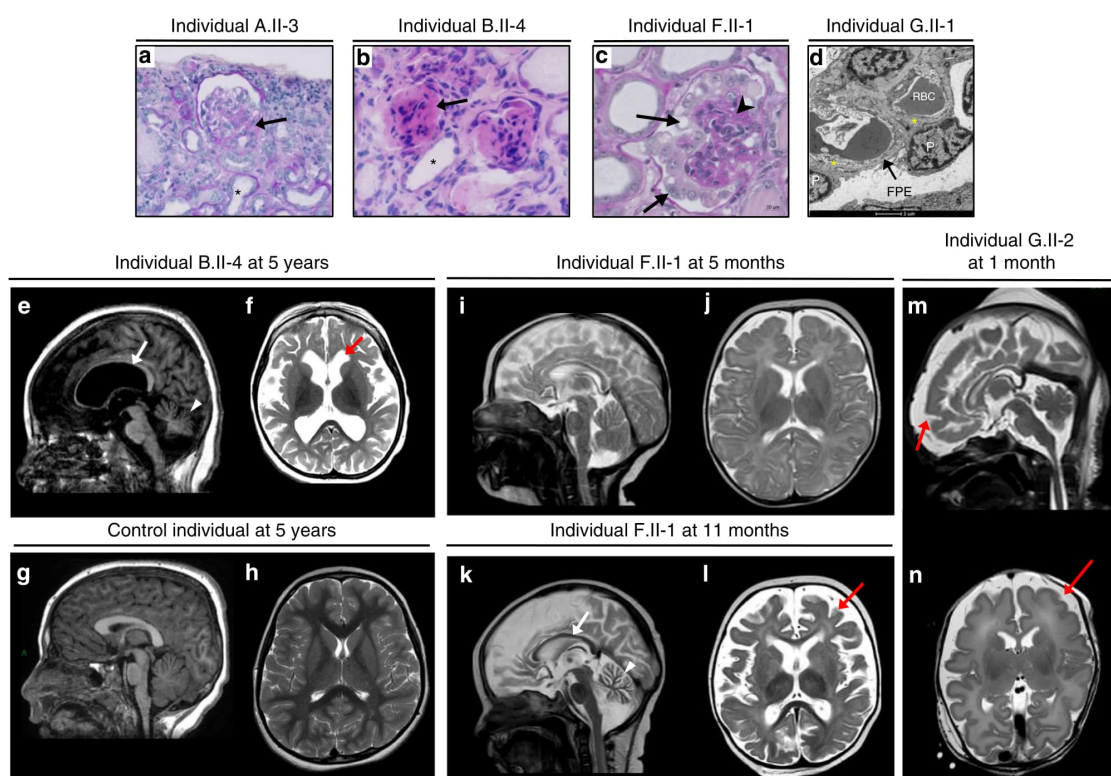 Individual A.II-3
Individual B.II-4
Individual F.II-1
Individual G.II-1
a
*
b
*
c
d
RBC
*
P
*
P
FPE
Individual B.II-4 at 5 years
Individual F.II-1 at 5 months
Individual G.II-2
at 1 month
e
f
i
j
m
Control individual at 5 years
Individual F.II-1 at 11 months
g
h
k
l
n
A